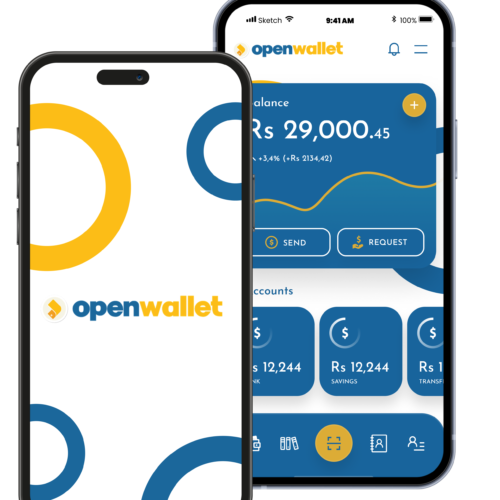 Sketch
9:41 AM
100%
openwallet
alance
Rs 29,000.45
+3,4% (+Rs 2134,42)
SEND
REQUEST
ccounts
openwallet
$
$
$
s 12,244
Rs 12,244
Rs 1
NK
SAVINGS
TRANSF